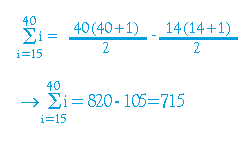 40
Σi = 40(40+1)/2 - 14(14+1)/2
i=15
40
→ Σi = 820-105=715
i=15